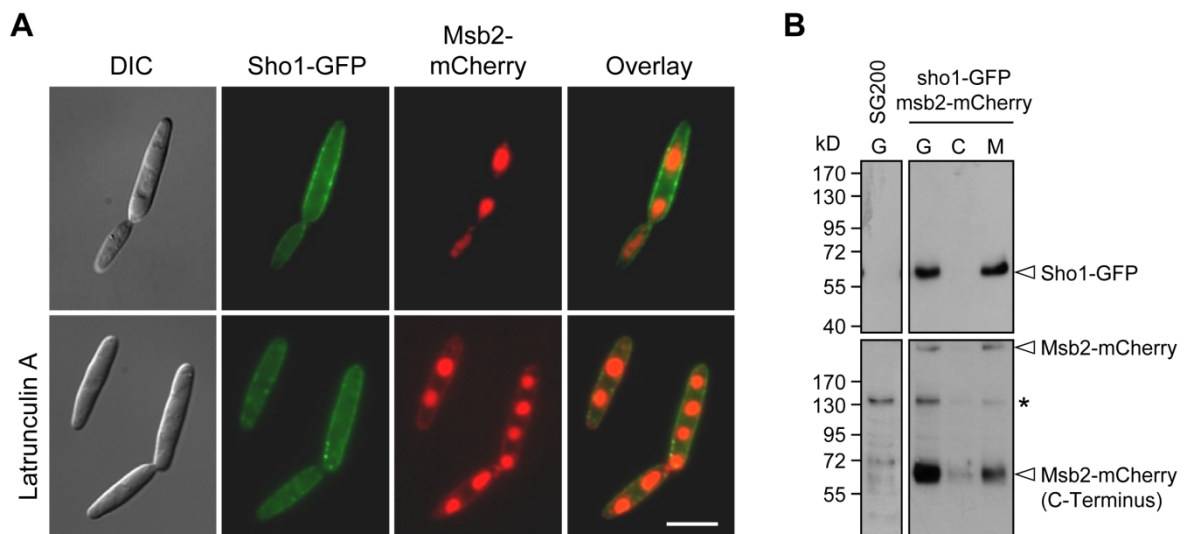 A
DIC
Sho1-GFP
Msb2-
mCherry
Overlay
Latrunculin A
B
SG200
sho1-GFP
msb2-mCherry
kD
G
G
C
M
170
130
95
72
55
40
Sho1-GFP
Msb2-mCherry
170
130
*
95
72
55
Msb2-mCherry
(C-Terminus)